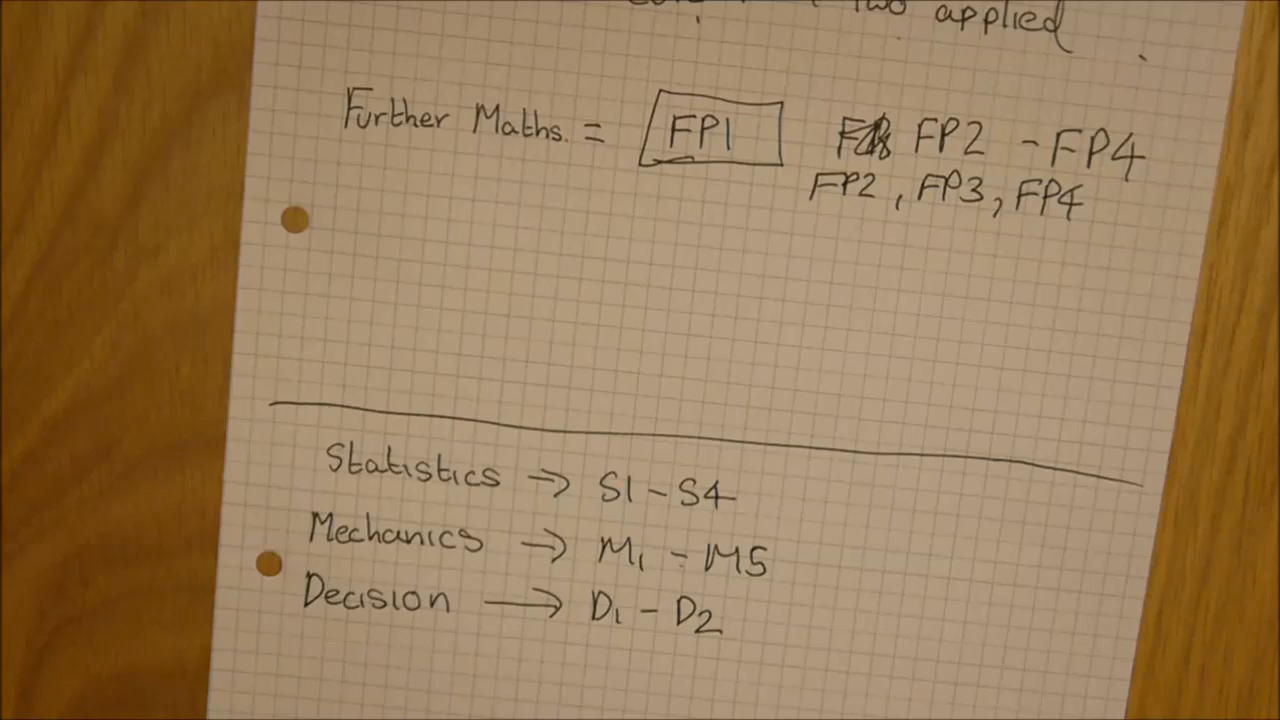 two applied
Further Maths. = FP1 FP2 - FP4
FP2, FP3, FP4
Statistics → S1 - S4
Mechanics → M1 - M5
Decision → D1 - D2